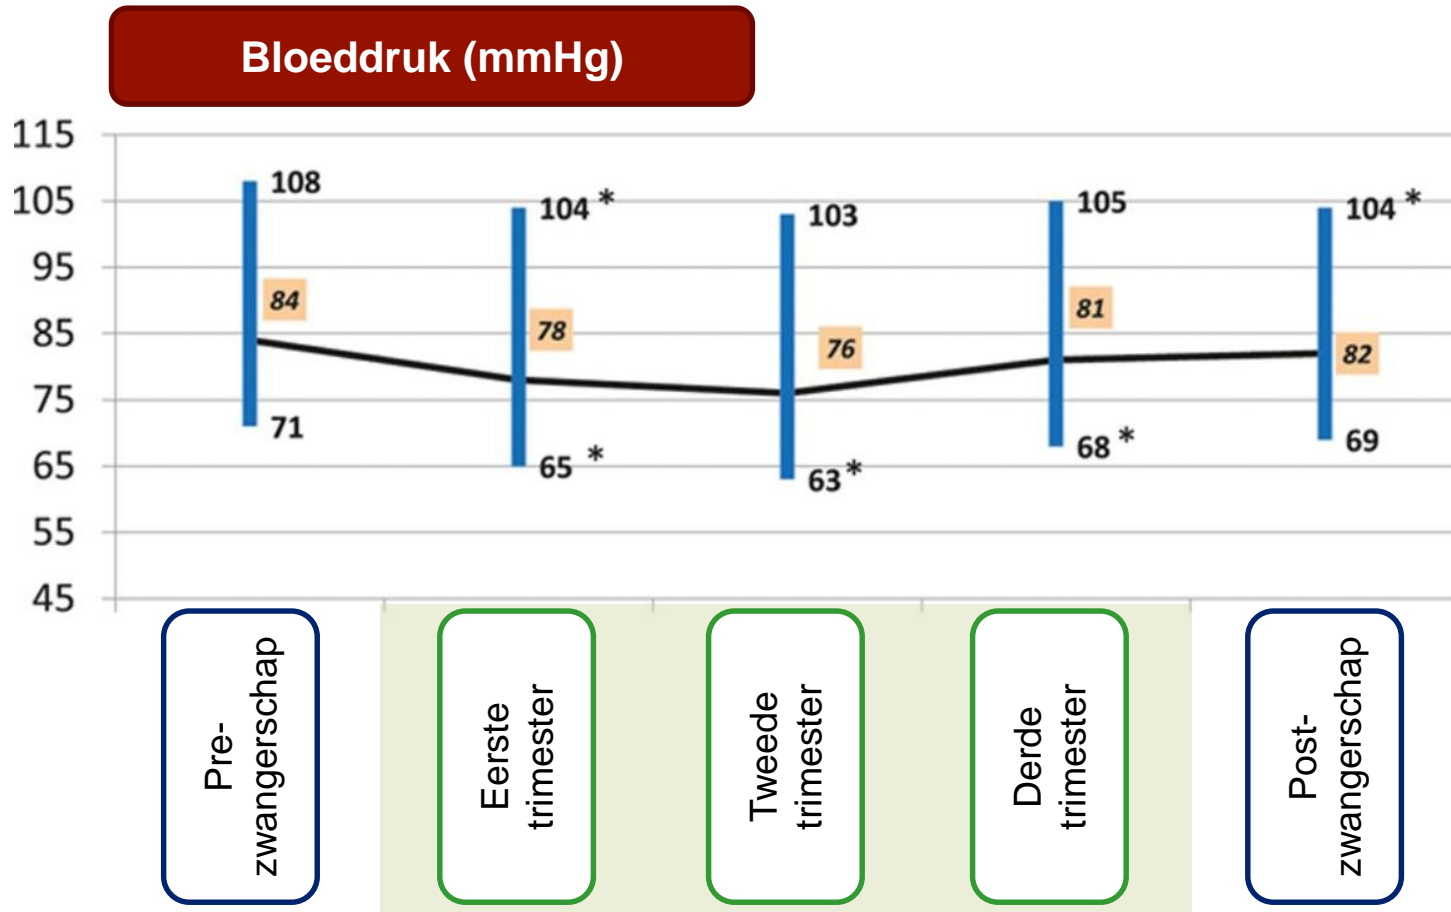 Bloeddruk (mmHg)
115
105
95
85
75
65
55
45
108
84
71
104 *
78
65 *
103
76
63 *
105
81
68 *
104 *
82
69
Pre-
zwangerschap
Eerste
trimester
Tweede
trimester
Derde
trimester
Post-
zwangerschap